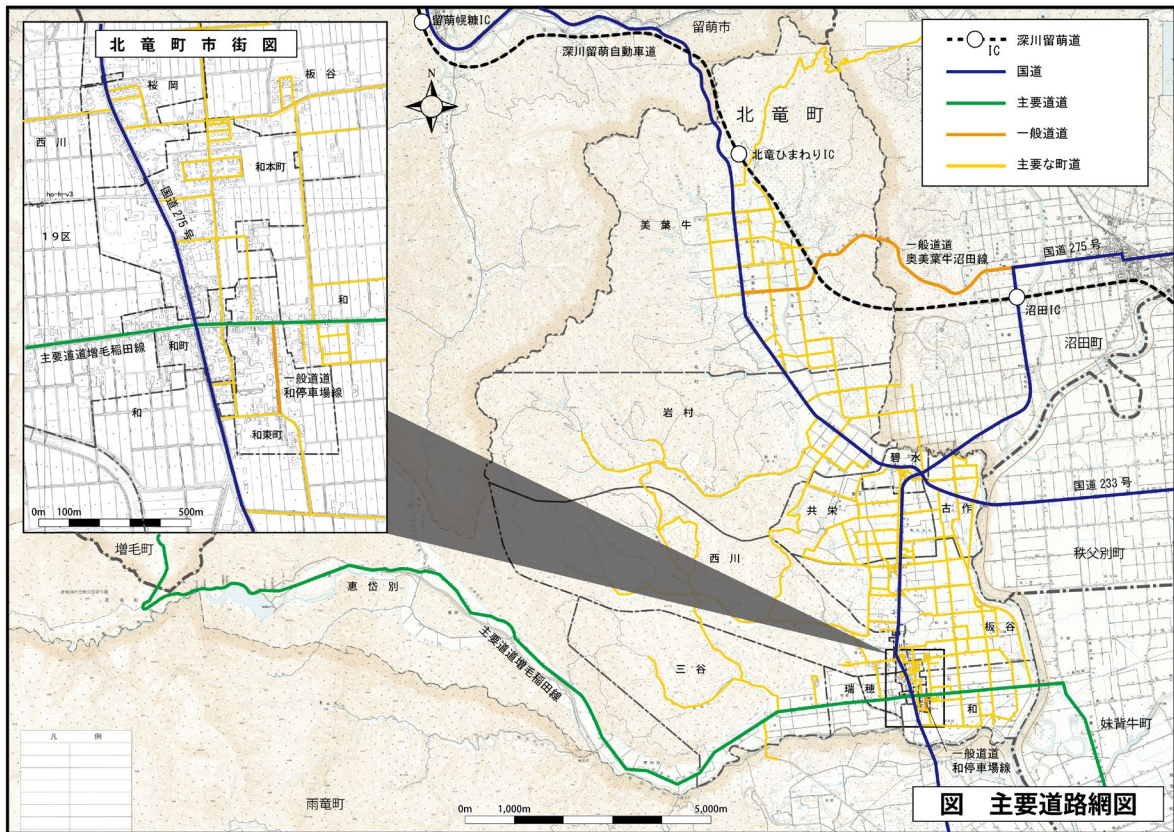 北竜町市街図
桜岡
板谷
西川
和本町
ho-h-v3
国道275号
19区
和
主要道道増毛稲田線
和町
一般道道
和停車場線
和
和東町
0m 100m 500m
留萌幌糠IC
留萌市
深川留萌自動車道
N
北竜町
北竜ひまわりIC
美葉牛
一般道道
奥美葉牛沼田線
国道275号
沼田IC
沼田町
岩村
碧水
国道233号
共栄
古作
西川
秩父別町
増毛町
恵岱別
主要道道増毛稲田線
板谷
三谷
瑞穂
和
妹背牛町
一般道道
和停車場線
雨竜町
0m 1,000m 5,000m
凡例
IC 深川留萌道
国道
主要道道
一般道道
主要な町道
図 主要道路網図